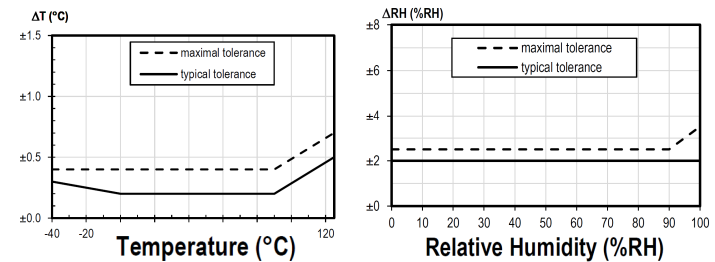 ΔT (°C)
±1.5
maximal tolerance
typical tolerance
±1.0
±0.5
±0.0
-40 -20 120
Temperature (°C)
ΔRH (%RH)
±8
maximal tolerance
typical tolerance
±6
±4
±2
±0
0 10 20 30 40 50 60 70 80 90 100
Relative Humidity (%RH)